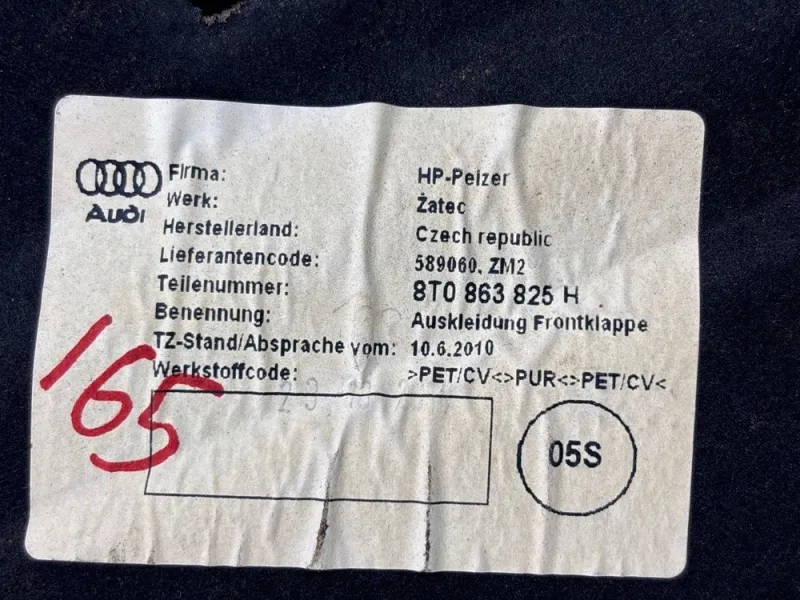 Audi
Firma: HP-Pelzer
Werk: Žatec
Herstellerland: Czech republic
Lieferantencode: 589060, ZM2
Teilenummer: 8T0 863 825 H
Benennung: Auskleidung Frontklappe
TZ-Stand/Absprache vom: 10.6.2010
Werkstoffcode: >PET/CV<>PUR<>PET/CV<
165
05S